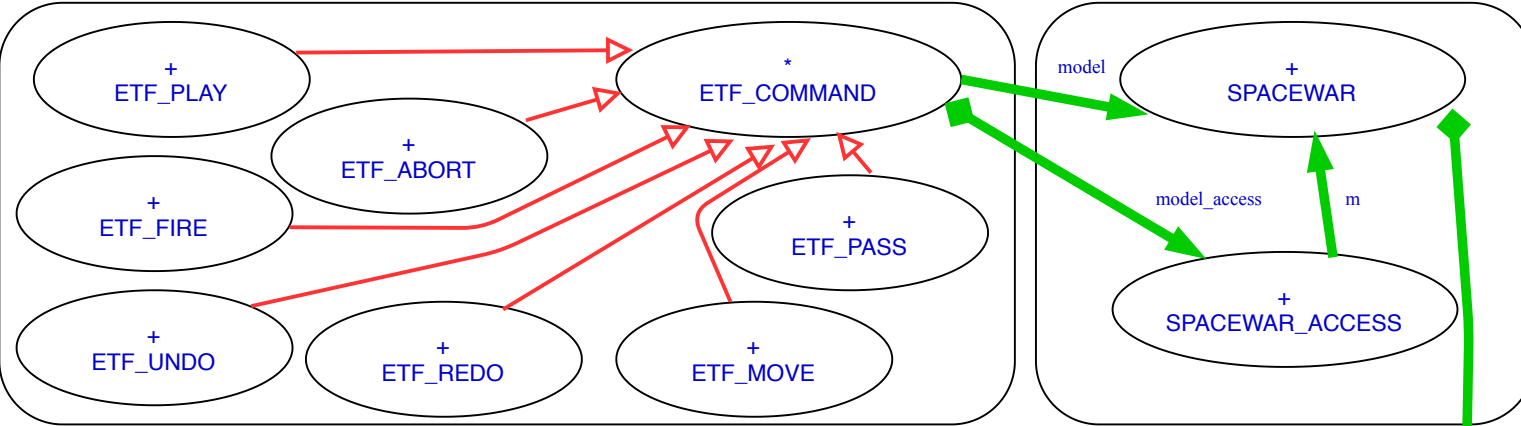 +
ETF_PLAY
*
ETF_COMMAND
model
+
SPACEWAR
+
ETF_ABORT
+
ETF_FIRE
model_access
m
+
ETF_PASS
+
SPACEWAR_ACCESS
+
ETF_UNDO
+
ETF_REDO
+
ETF_MOVE